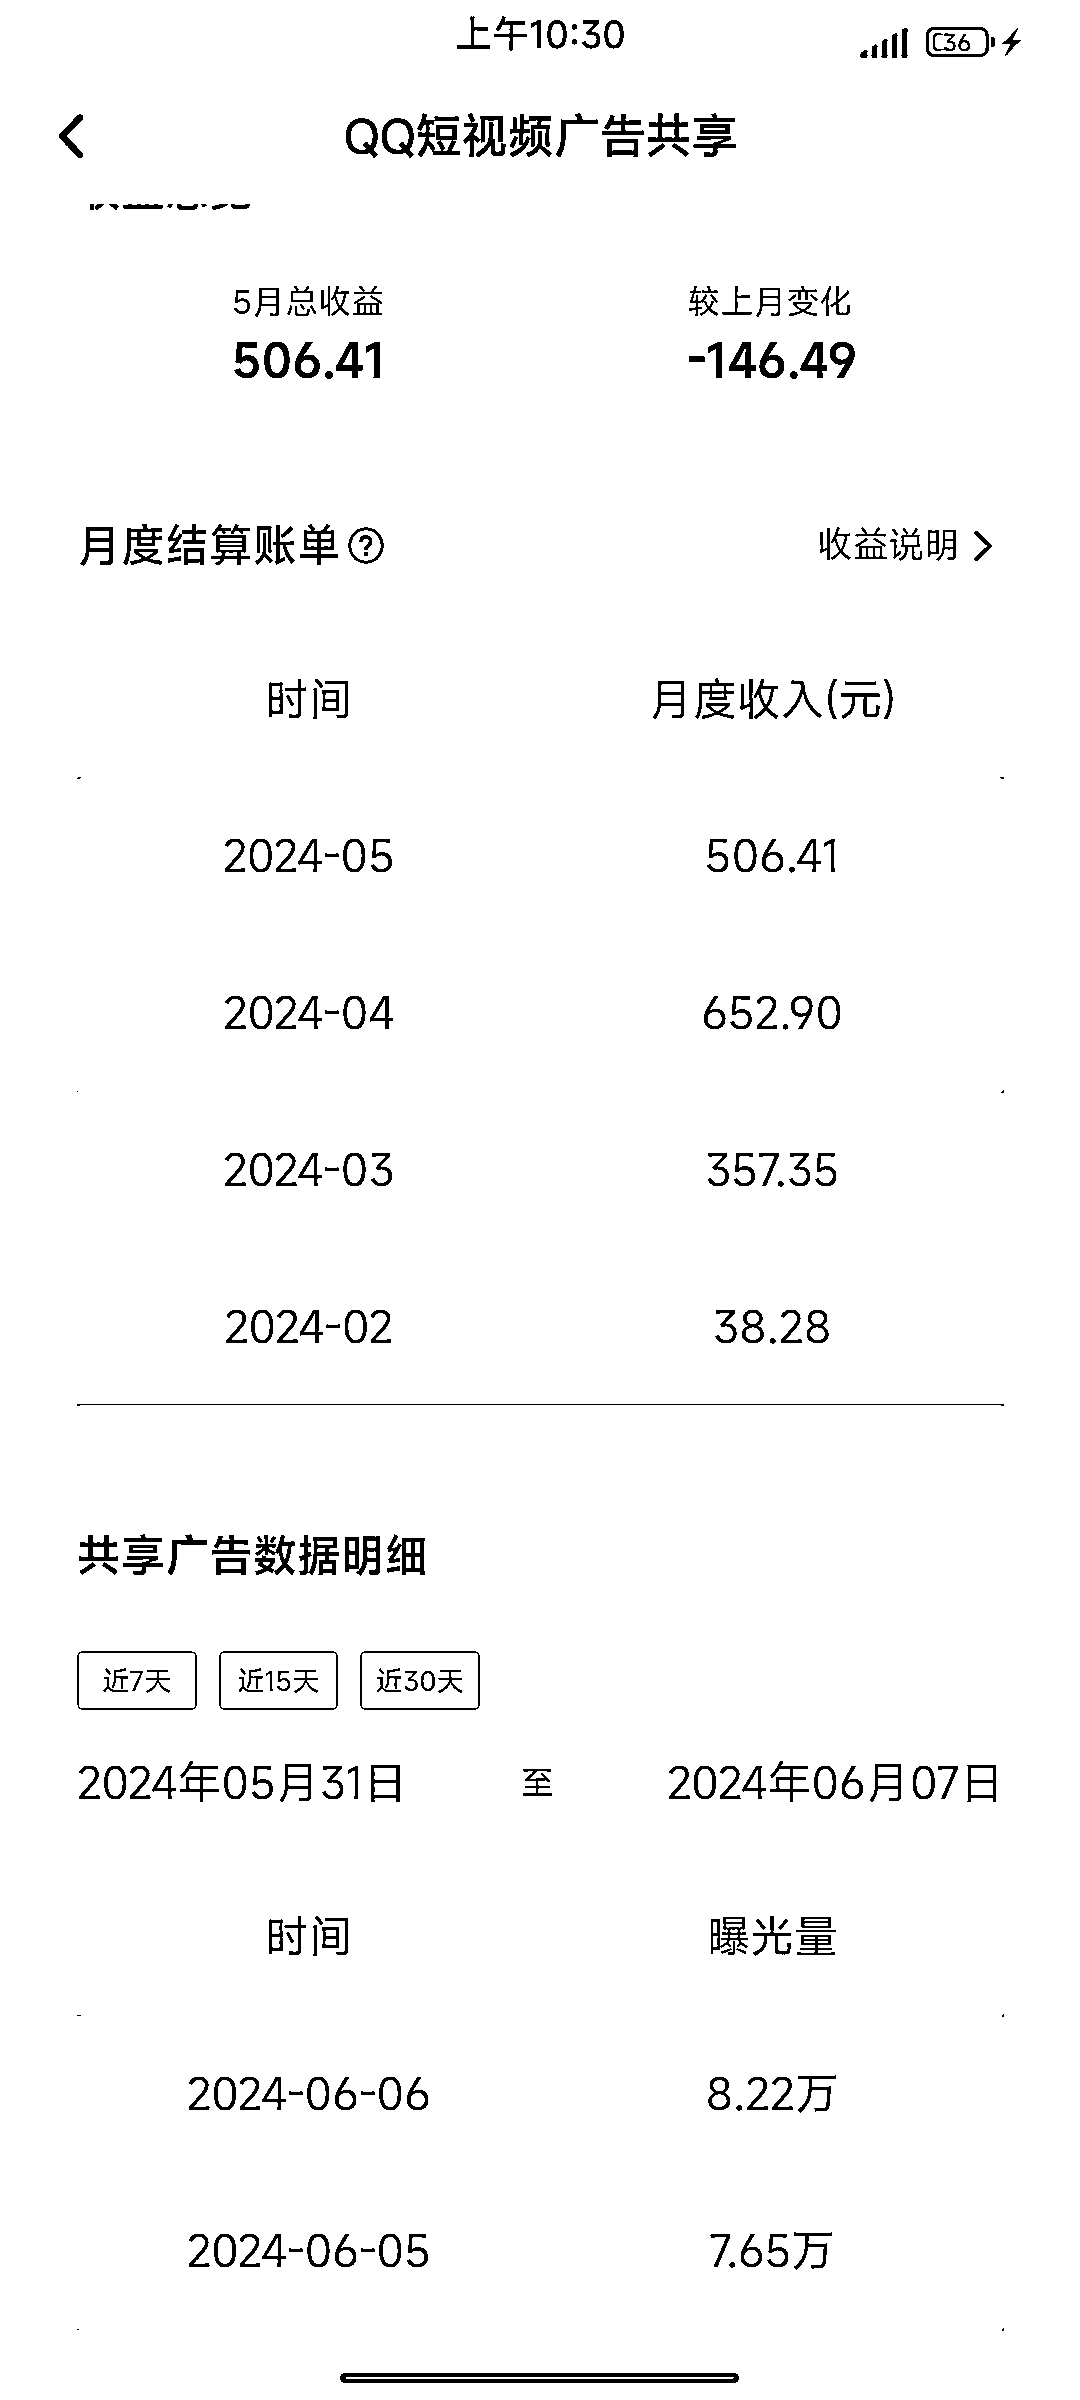 上午10:30
36
QQ短视频广告共享
5月总收益 较上月变化
506.41 -146.49
月度结算账单? 收益说明
时间 月度收入(元)
2024-05 506.41
2024-04 652.90
2024-03 357.35
2024-02 38.28
共享广告数据明细
近7天 近15天 近30天
2024年05月31日 至 2024年06月07日
时间 曝光量
2024-06-06 8.22万
2024-06-05 7.65万